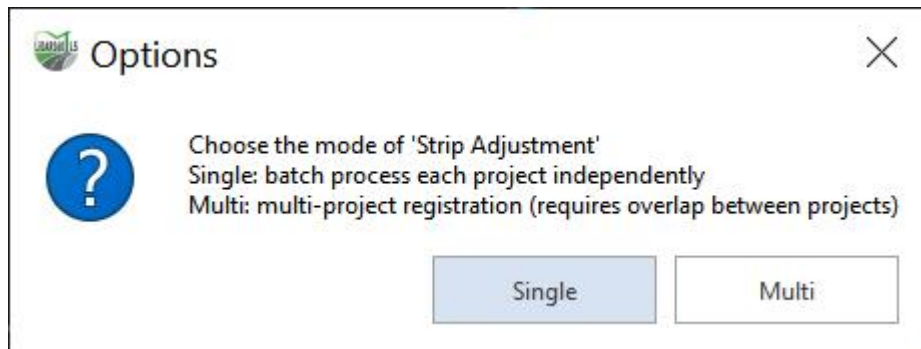 Options
Choose the mode of 'Strip Adjustment'
Single: batch process each project independently
Multi: multi-project registration (requires overlap between projects)
Single
Multi